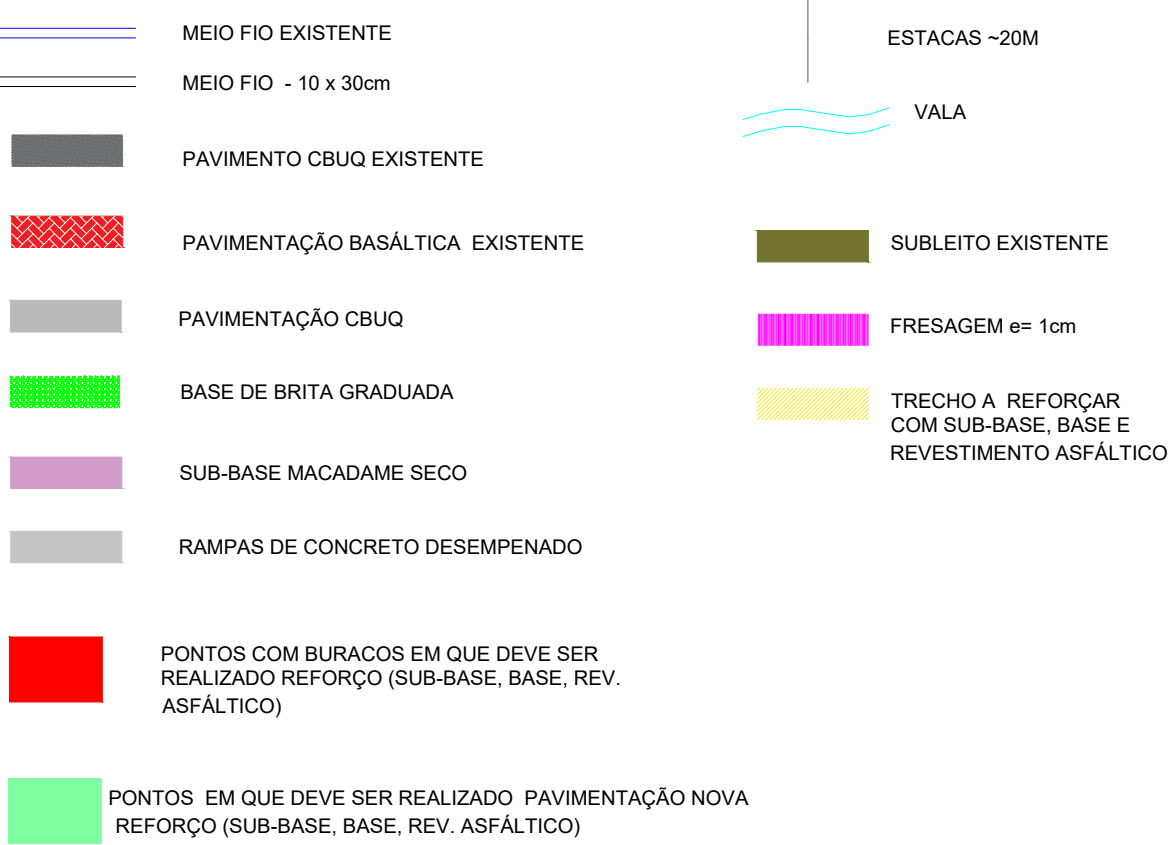 MEIO FIO EXISTENTE
MEIO FIO - 10 x 30cm
PAVIMENTO CBUQ EXISTENTE
PAVIMENTAÇÃO BASÁLTICA EXISTENTE
PAVIMENTAÇÃO CBUQ
BASE DE BRITA GRADUADA
SUB-BASE MACADAME SECO
RAMPAS DE CONCRETO DESEMPENADO
PONTOS COM BURACOS EM QUE DEVE SER
REALIZADO REFORÇO (SUB-BASE, BASE, REV.
ASFÁLTICO)
PONTOS EM QUE DEVE SER REALIZADO PAVIMENTAÇÃO NOVA
REFORÇO (SUB-BASE, BASE, REV. ASFÁLTICO)
ESTACAS ~20M
VALA
SUBLEITO EXISTENTE
FRESAGEM e= 1cm
TRECHO A REFORÇAR
COM SUB-BASE, BASE E
REVESTIMENTO ASFÁLTICO